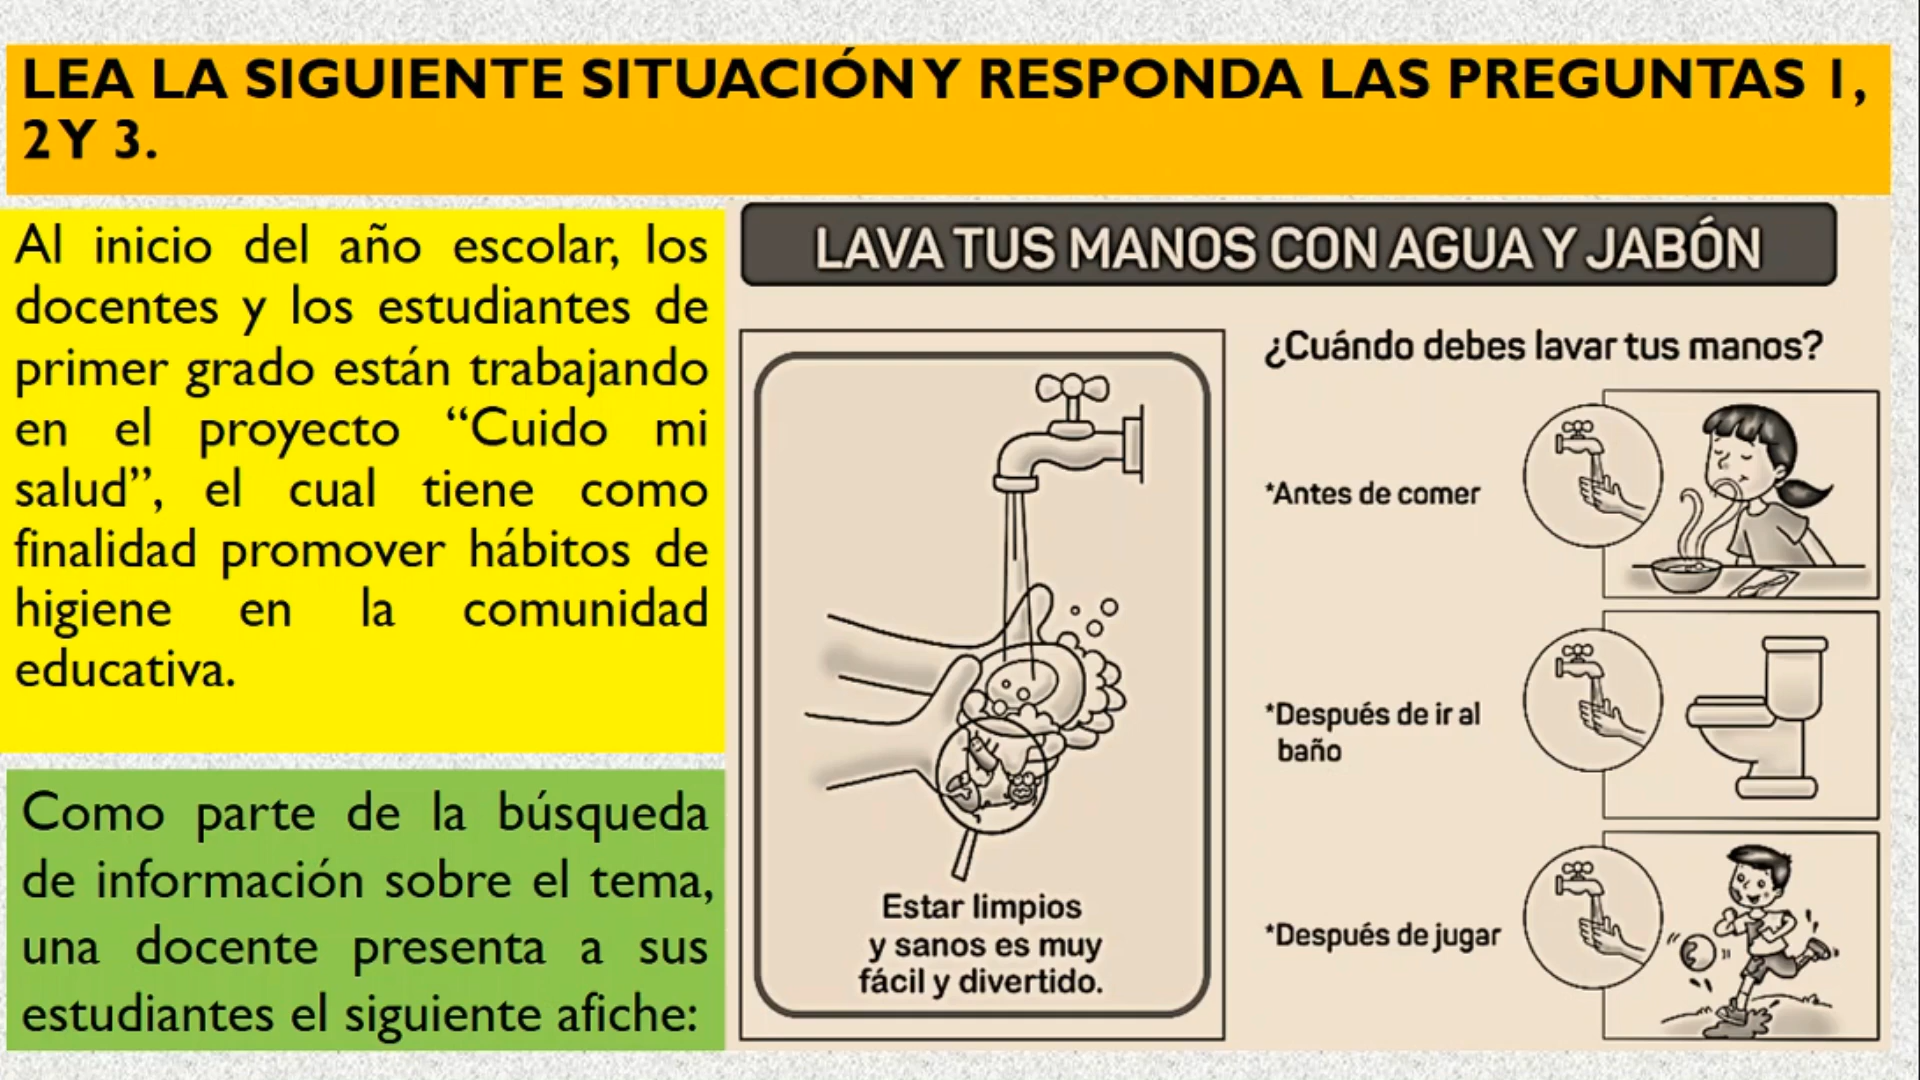 LEA LA SIGUIENTE SITUACIÓN Y RESPONDA LAS PREGUNTAS 1,
2 Y 3.
Al inicio del año escolar, los
docentes y los estudiantes de
primer grado están trabajando
en el proyecto “Cuido mi
salud”, el cual tiene como
finalidad promover hábitos de
higiene en la comunidad
educativa.
Como parte de la búsqueda
de información sobre el tema,
una docente presenta a sus
estudiantes el siguiente afiche:
LAVA TUS MANOS CON AGUA Y JABÓN
Estar limpios
y sanos es muy
fácil y divertido.
¿Cuándo debes lavar tus manos?
*Antes de comer
*Después de ir al
baño
*Después de jugar